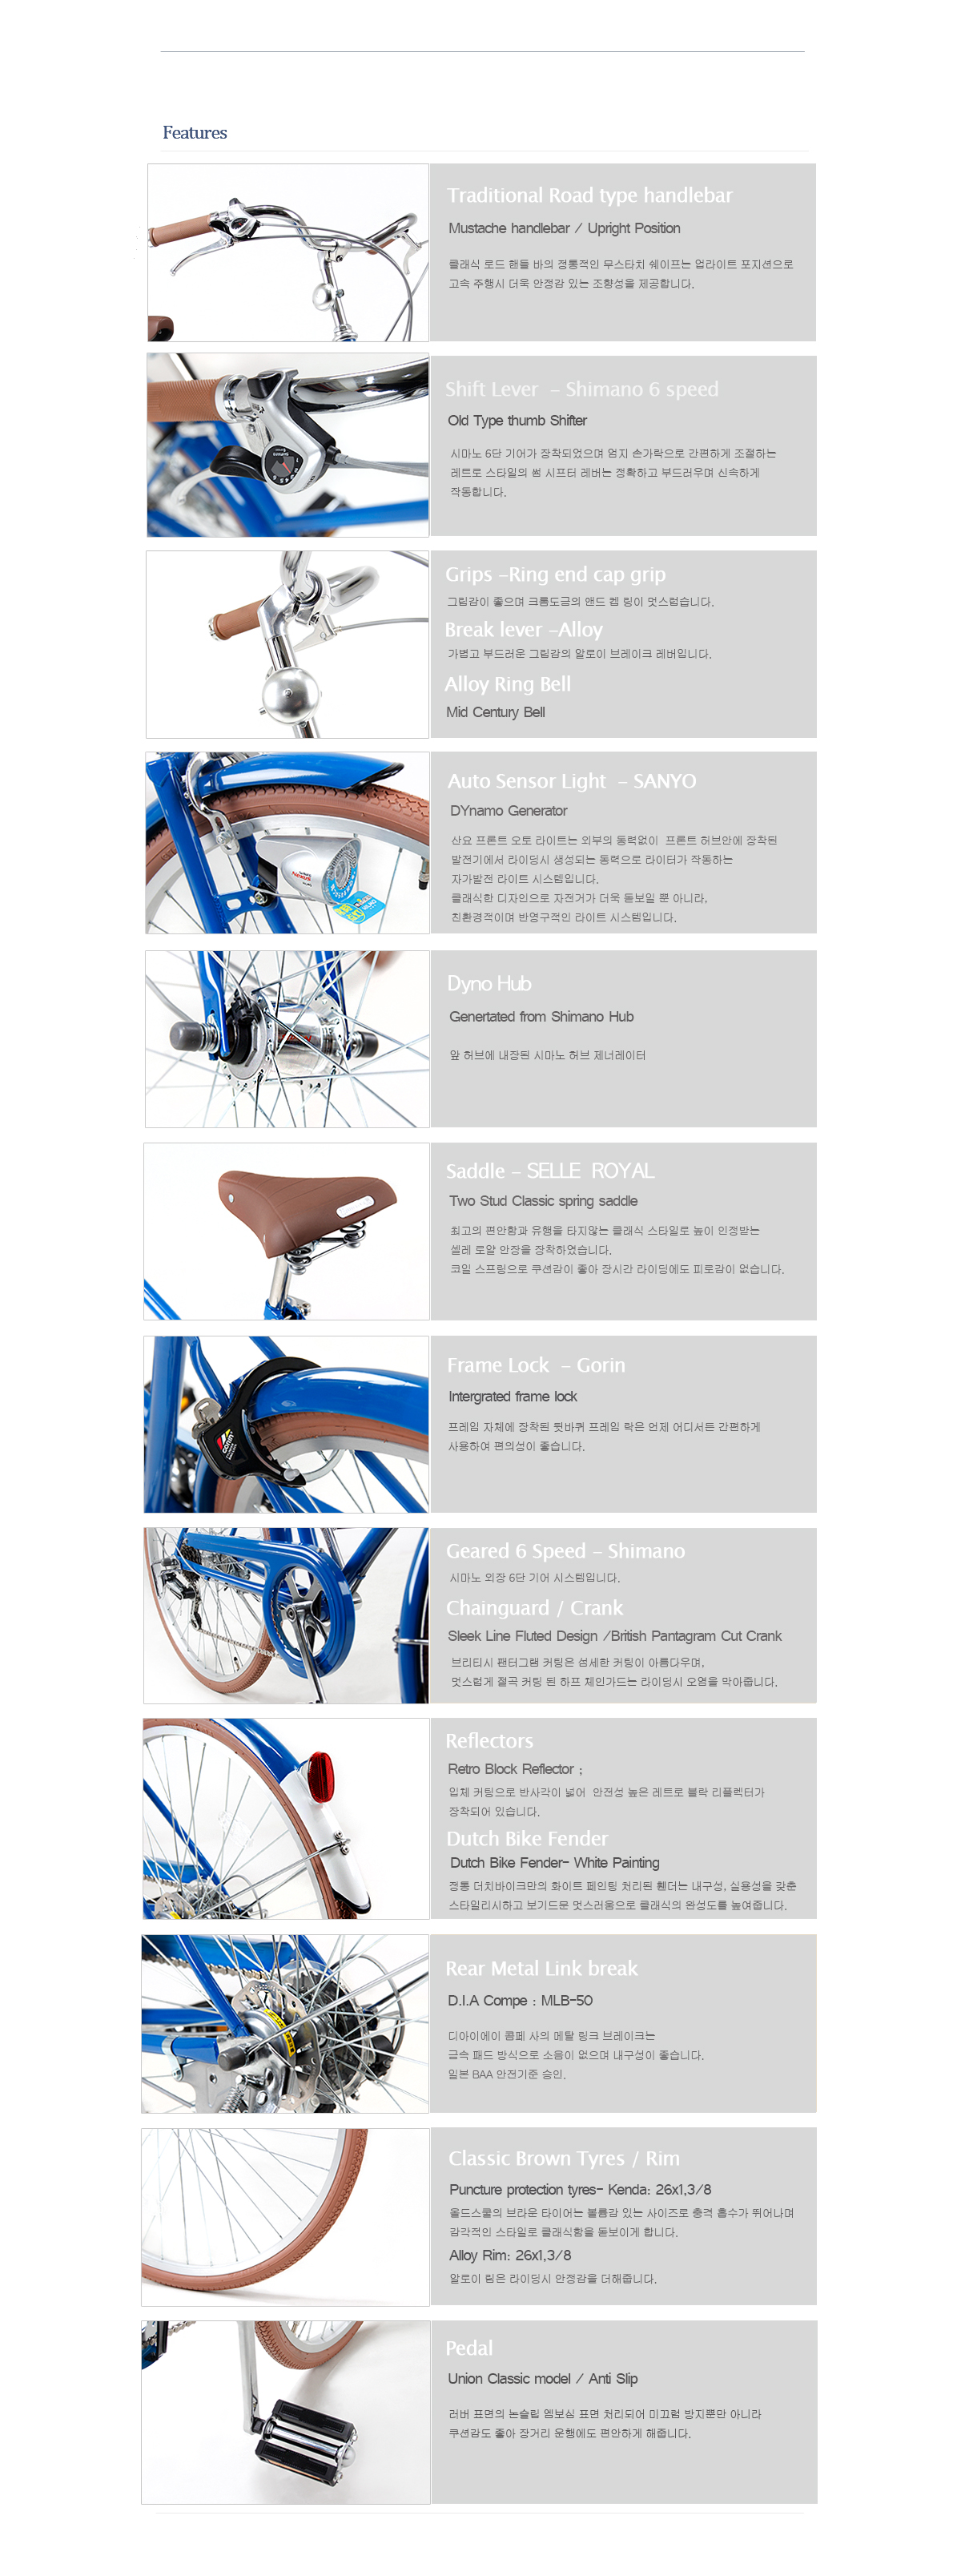 Features
Traditional Road type handlebar
Mustache handlebar / Upright Position
클래식 로드 핸들 바의 정통적인 무스타치 쉐이프는 업라이트 포지션으로
고속 주행시 더욱 안정감 있는 조향성을 제공합니다.
Shift Lever - Shimano 6 speed
Old Type thumb Shifter
시마노 6단 기어가 장착되었으며 엄지 손가락으로 간편하게 조절하는
레트로 스타일의 썸 시프터 레버는 정확하고 부드러우며 신속하게
작동합니다.
Grips -Ring end cap grip
그립감이 좋으며 크롬도금의 앤드 켑 링이 멋스럽습니다.
Break lever -Alloy
가볍고 부드러운 그립감의 알로이 브레이크 레버입니다.
Alloy Ring Bell
Mid Century Bell
Auto Sensor Light - SANYO
DYnamo Generator
산요 프론트 오토 라이트는 외부의 동력없이 프론트 허브안에 장착된
발전기에서 라이딩시 생성되는 동력으로 라이터가 작동하는
자가발전 라이트 시스템입니다.
클래식한 디자인으로 자전거가 더욱 돋보일 뿐 아니라,
친환경적이며 반영구적인 라이트 시스템입니다.
Dyno Hub
Genertated from Shimano Hub
앞 허브에 내장된 시마노 허브 제너레이터
Saddle - SELLE ROYAL
Two Stud Classic spring saddle
최고의 편안함과 유행을 타지않는 클래식 스타일로 높이 인정받는
셀레 로얄 안장을 장착하였습니다.
코일 스프링으로 쿠션감이 좋아 장시간 라이딩에도 피로감이 없습니다.
Frame Lock - Gorin
Intergrated frame lock
프레임 자체에 장착된 뒷바퀴 프레임 락은 언제 어디서든 간편하게
사용하여 편의성이 좋습니다.
Geared 6 Speed - Shimano
시마노 외장 6단 기어 시스템입니다.
Chainguard / Crank
Sleek Line Fluted Design /British Pantagram Cut Crank
브리티시 팬터그램 커팅은 섬세한 커팅이 아름다우며,
멋스럽게 절곡 커팅 된 하프 체인가드는 라이딩시 오염을 막아줍니다.
Reflectors
Retro Block Reflector ;
입체 커팅으로 반사각이 넓어 안전성 높은 레트로 블락 리플렉터가
장착되어 있습니다.
Dutch Bike Fender
Dutch Bike Fender- White Painting
정통 더치바이크만의 화이트 페인팅 처리된 휀더는 내구성, 실용성을 갖춘
스타일리시하고 보기드문 멋스러움으로 클래식의 완성도를 높여줍니다.
Rear Metal Link break
D.I.A Compe : MLB-50
디아이에이 콤페 사의 메탈 링크 브레이크는
금속 패드 방식으로 소음이 없으며 내구성이 좋습니다.
일본 BAA 안전기준 승인.
Classic Brown Tyres / Rim
Puncture protection tyres- Kenda: 26x1,3/8
올드스쿨의 브라운 타이어는 볼륨감 있는 사이즈로 충격 흡수가 뛰어나며
감각적인 스타일로 클래식함을 돋보이게 합니다.
Alloy Rim: 26x1,3/8
알로이 림은 라이딩시 안정감을 더해줍니다.
Pedal
Union Classic model / Anti Slip
러버 표면의 논슬립 엠보싱 표면 처리되어 미끄럼 방지뿐만 아니라
쿠션감도 좋아 장거리 운행에도 편안하게 해줍니다.